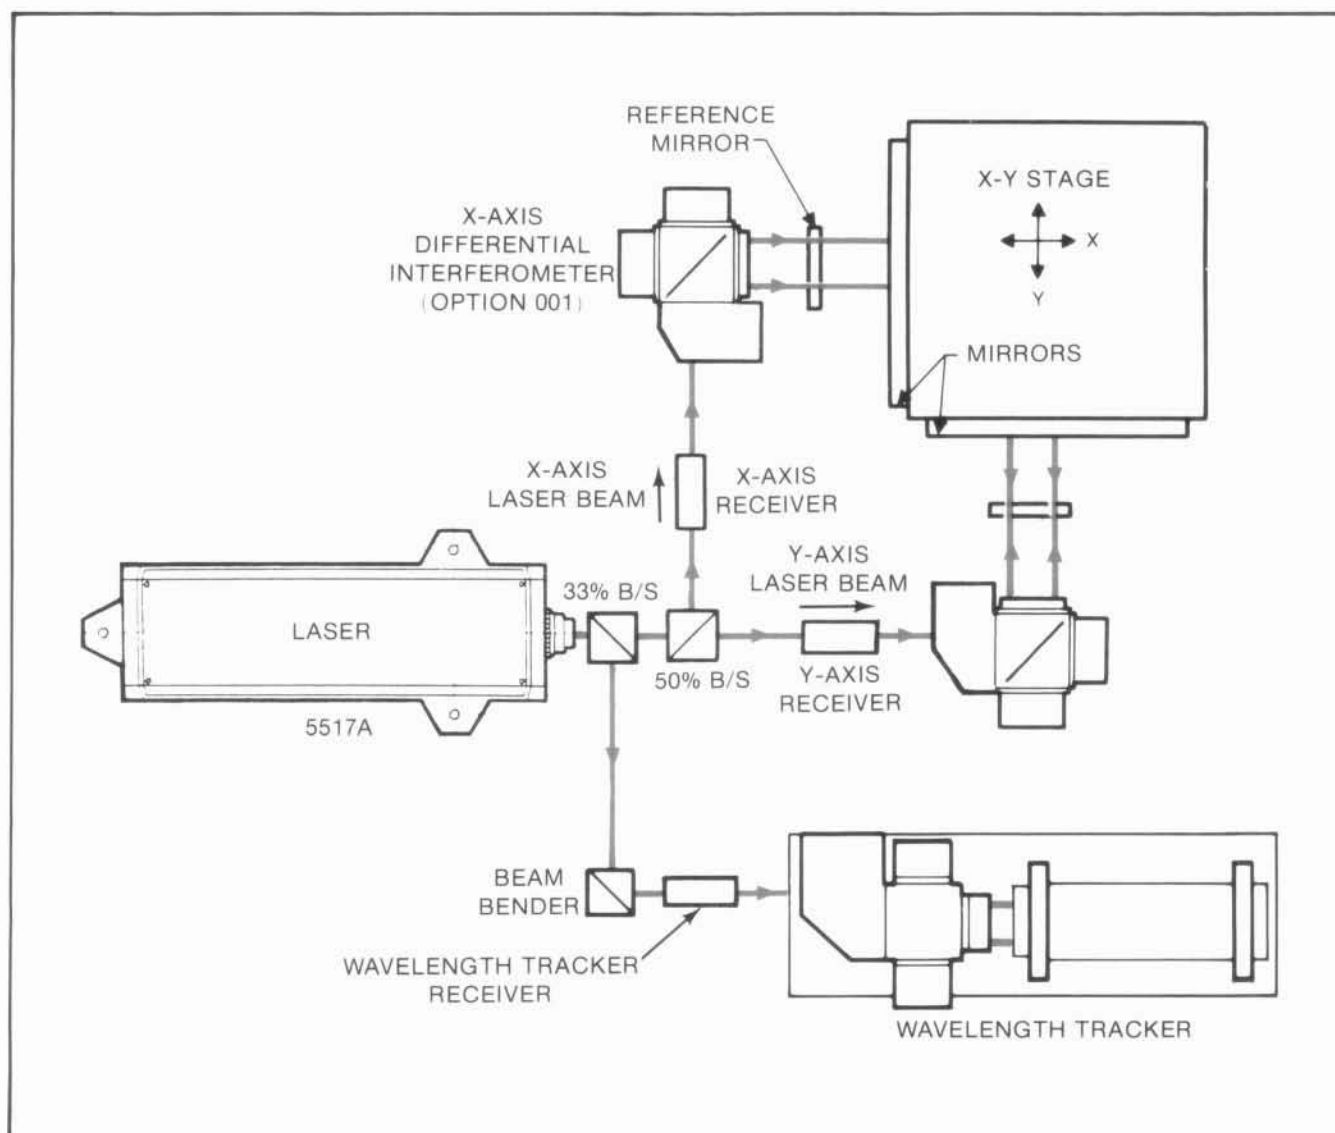 REFERENCE
MIRROR
X-Y STAGE
X
Y
X-AXIS
DIFFERENTIAL
INTERFEROMETER
(OPTION 001)
MIRRORS
X-AXIS
LASER BEAM
X-AXIS
RECEIVER
Y-AXIS
LASER BEAM
33% B/S
LASER
50% B/S
Y-AXIS
RECEIVER
5517A
BEAM
BENDER
WAVELENGTH TRACKER
RECEIVER
WAVELENGTH TRACKER